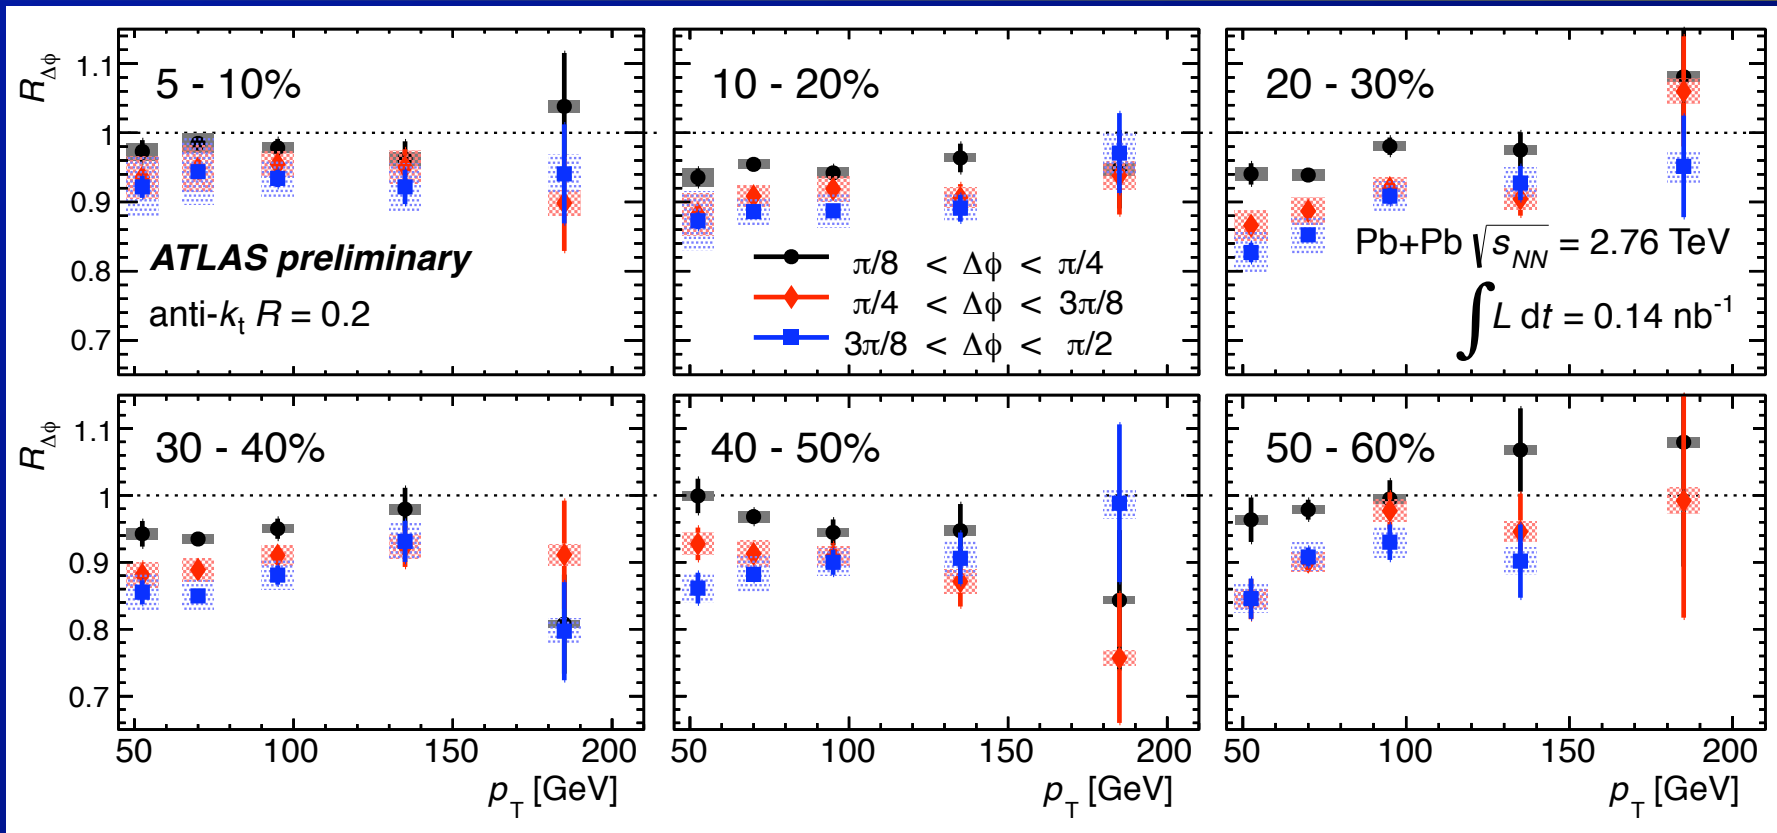 R_Δϕ
1.1
1
0.9
0.8
0.7
5 - 10%
ATLAS preliminary
anti-k_t R = 0.2
10 - 20%
π/8 < Δϕ < π/4
π/4 < Δϕ < 3π/8
3π/8 < Δϕ < π/2
20 - 30%
Pb+Pb √s_NN = 2.76 TeV
∫ L dt = 0.14 nb⁻¹
R_Δϕ
1.1
1
0.9
0.8
0.7
30 - 40%
40 - 50%
50 - 60%
50 100 150 200
50 100 150 200
50 100 150 200
p_T [GeV]
p_T [GeV]
p_T [GeV]